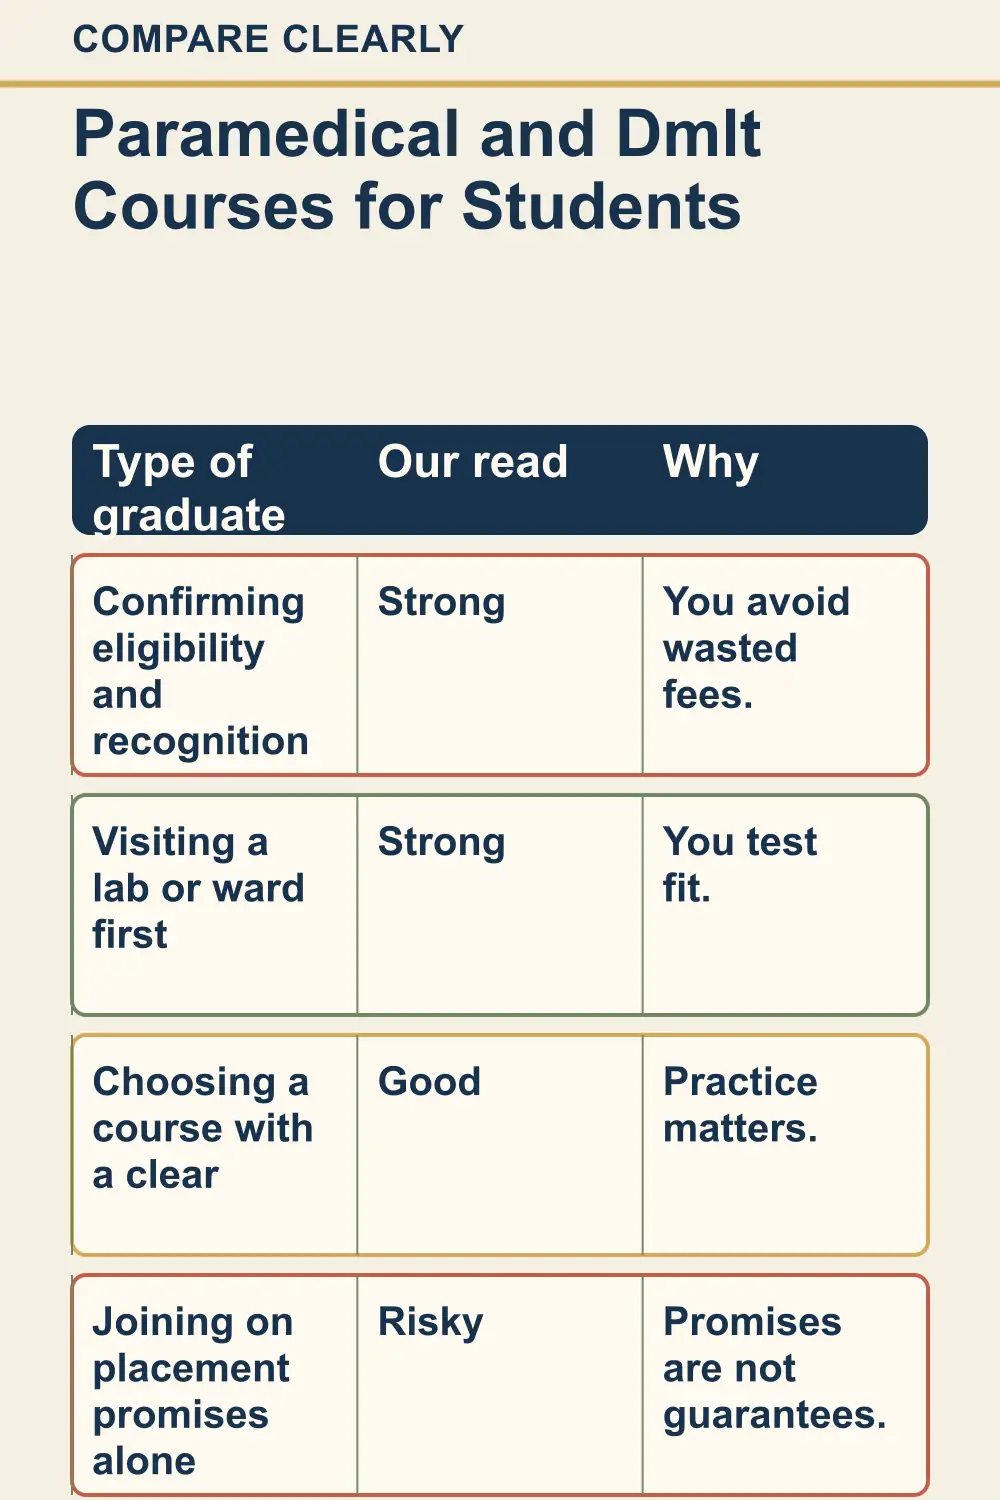 COMPARE CLEARLY
Paramedical and Dmlt
Courses for Students
Type of
graduate
Our read
Why
Confirming
eligibility
and
recognition
Strong
You avoid
wasted
fees.
Visiting a
lab or ward
first
Strong
You test
fit.
Choosing a
course with
a clear
Good
Practice
matters.
Joining on
placement
promises
alone
Risky
Promises
are not
guarantees.